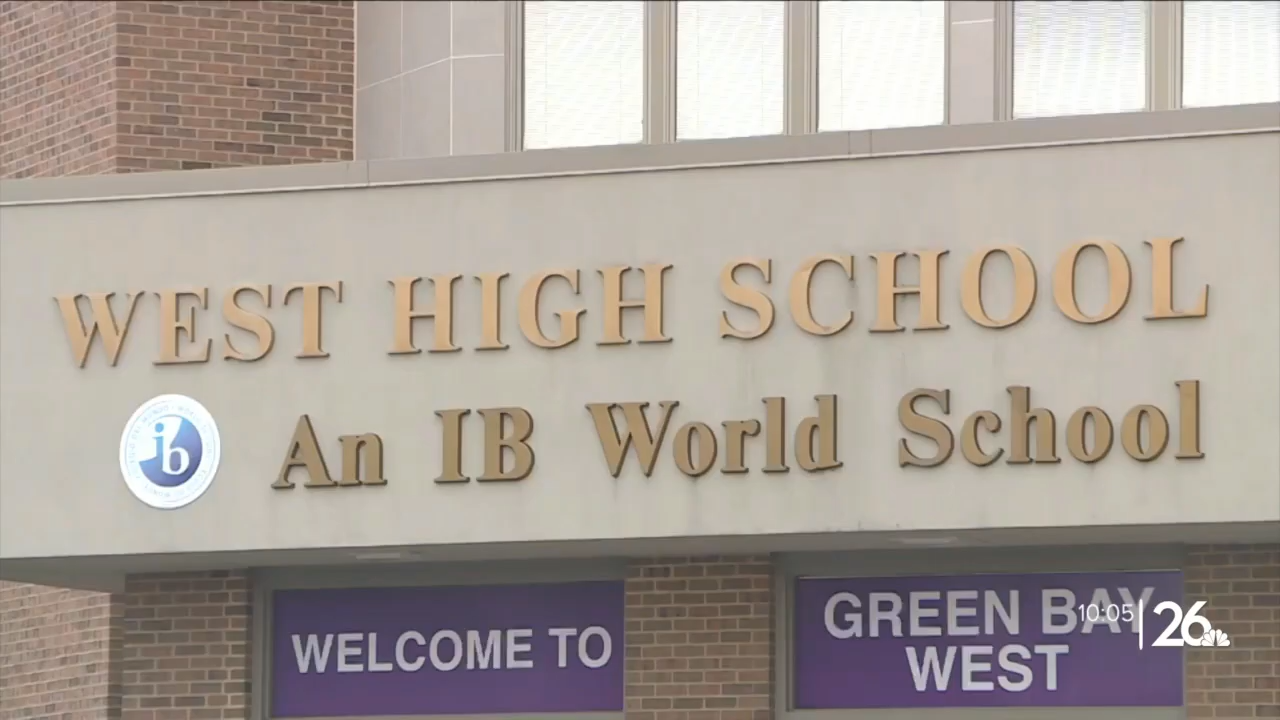 WEST HIGH SCHOOL
ib
An IB World School
WELCOME TO
GREEN BAY
WEST
10:05
26